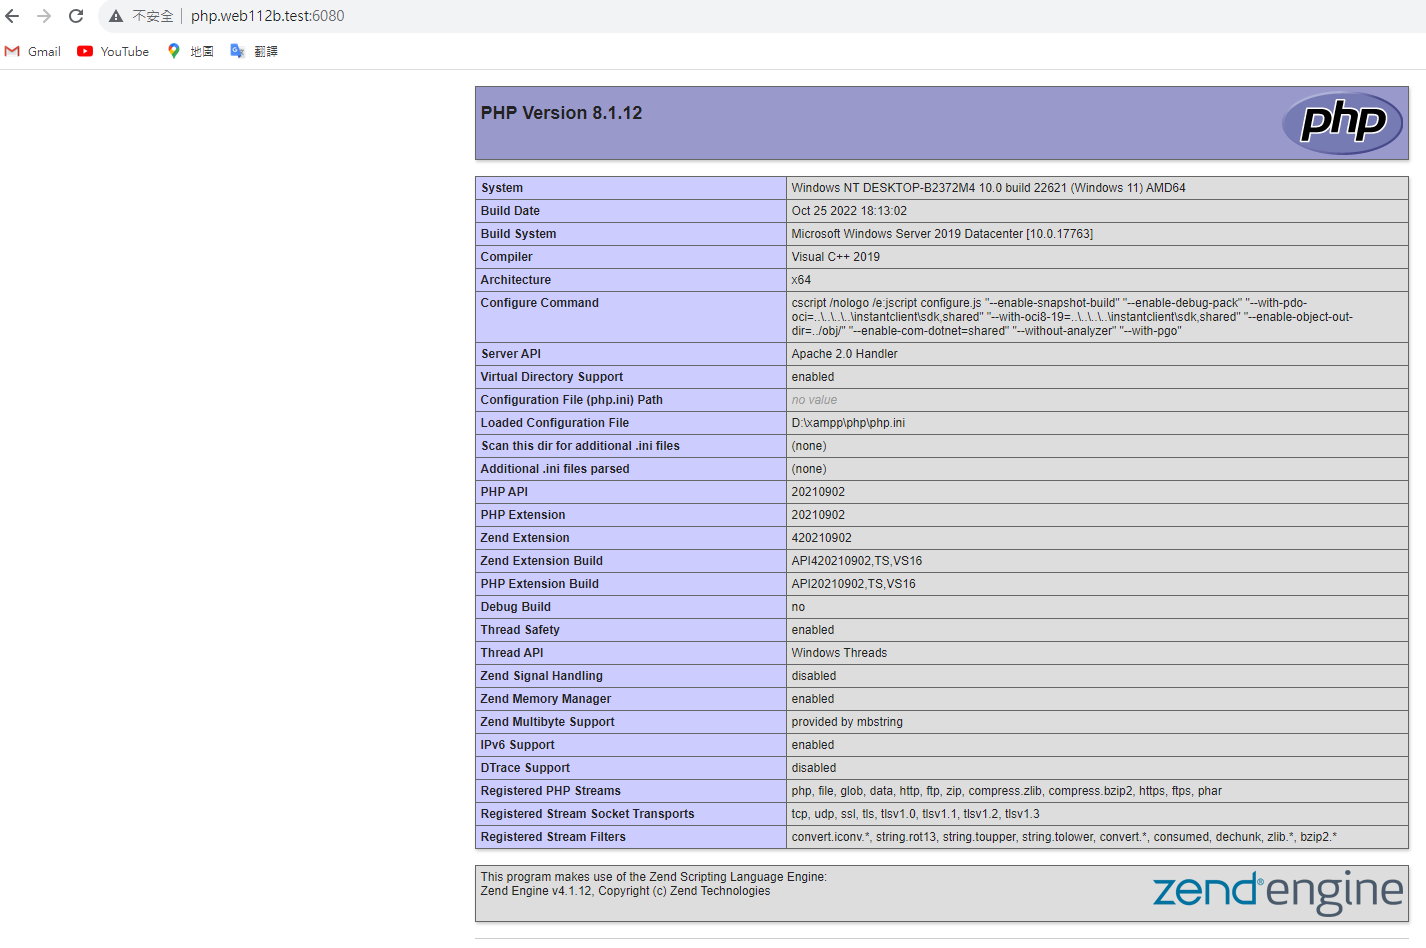 不安全 php.web112b.test:6080
Gmail YouTube 地圖 翻譯
PHP Version 8.1.12 php
System Windows NT DESKTOP-B2372M4 10.0 build 22621 (Windows 11) AMD64
Build Date Oct 25 2022 18:13:02
Build System Microsoft Windows Server 2019 Datacenter [10.0.17763]
Compiler Visual C++ 2019
Architecture x64
Configure Command cscript /nologo /e:jscript configure.js "--enable-snapshot-build" "--enable-debug-pack" "--with-pdo-
oci=..\..\..\..\instantclient\sdk,shared" "--with-oci8-19=..\..\..\..\instantclient\sdk,shared" "--enable-object-out-
dir=../obj/" "--enable-com-dotnet=shared" "--without-analyzer" "--with-pgo"
Server API Apache 2.0 Handler
Virtual Directory Support enabled
Configuration File (php.ini) Path no value
Loaded Configuration File D:\xampp\php\php.ini
Scan this dir for additional .ini files (none)
Additional .ini files parsed (none)
PHP API 20210902
PHP Extension 20210902
Zend Extension 420210902
Zend Extension Build API420210902,TS,VS16
PHP Extension Build API20210902,TS,VS16
Debug Build no
Thread Safety enabled
Thread API Windows Threads
Zend Signal Handling disabled
Zend Memory Manager enabled
Zend Multibyte Support provided by mbstring
IPv6 Support enabled
DTrace Support disabled
Registered PHP Streams php, file, glob, data, http, ftp, zip, compress.zlib, compress.bzip2, https, ftps, phar
Registered Stream Socket Transports tcp, udp, ssl, tls, tlsv1.0, tlsv1.1, tlsv1.2, tlsv1.3
Registered Stream Filters convert.iconv.*, string.rot13, string.toupper, string.tolower, convert.*, consumed, dechunk, zlib.*, bzip2.*
This program makes use of the Zend Scripting Language Engine:
Zend Engine v4.1.12, Copyright (c) Zend Technologies
zend® engine